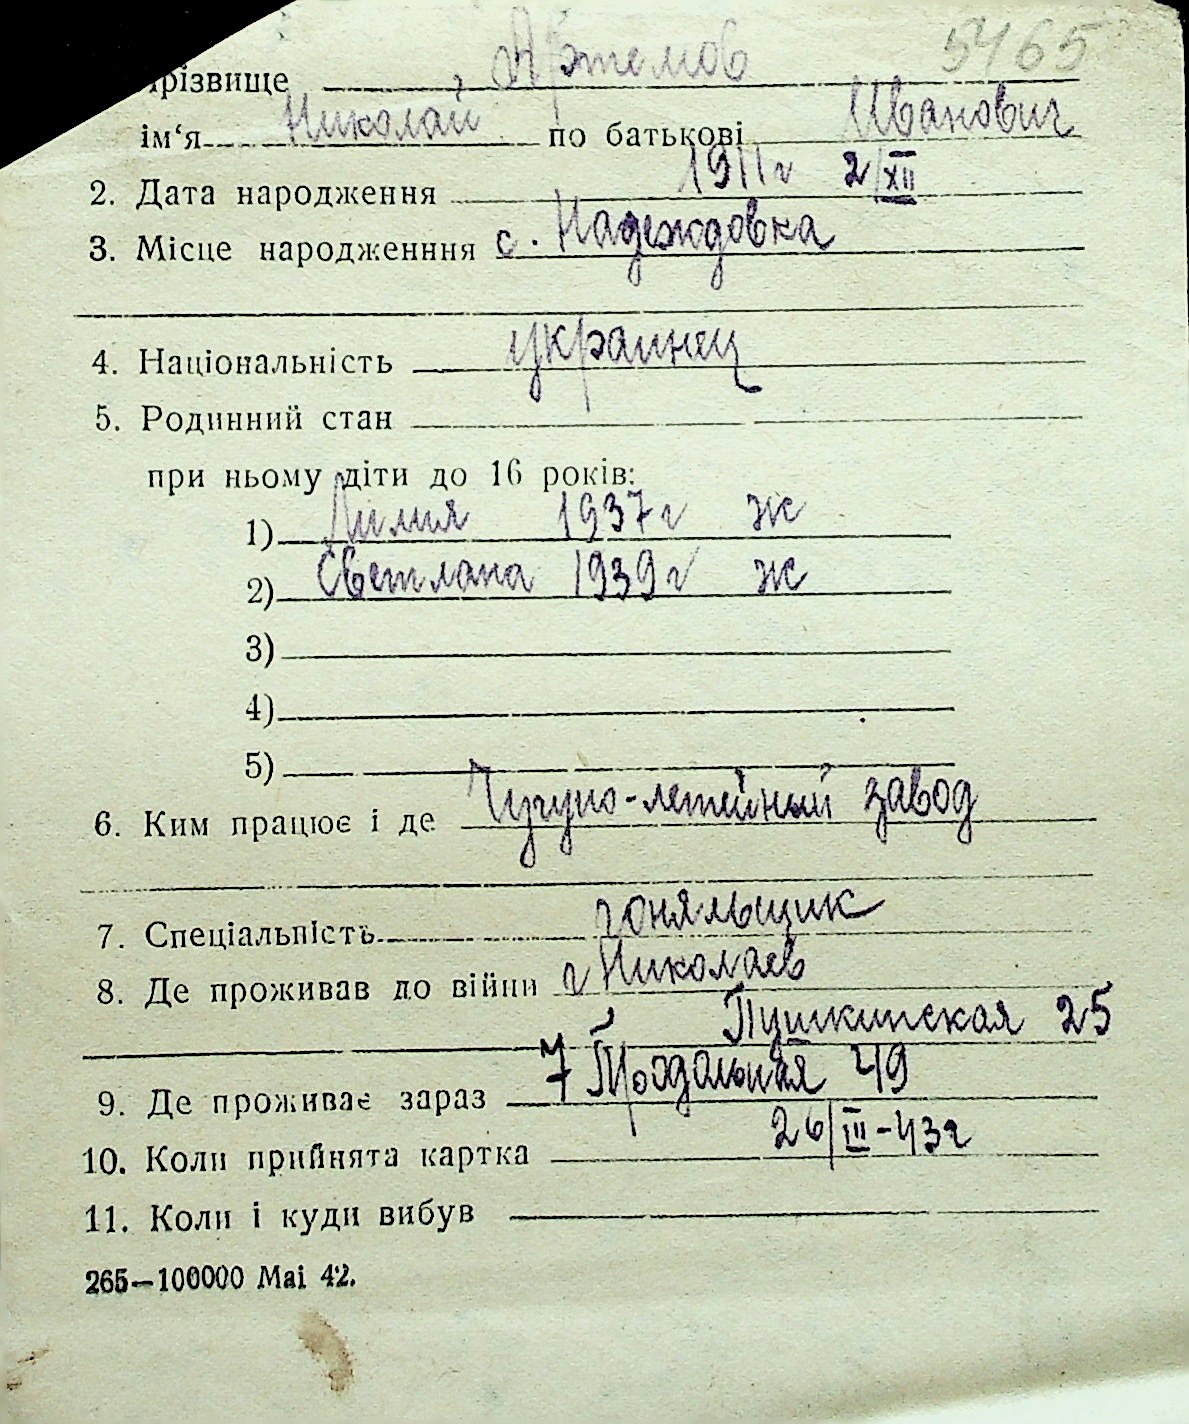 5465
прізвище Артемов
ім‘я Николай по батькові Иванович
2. Дата народження 1911г 2/XII
3. Місце народженння с. Надеждовка
4. Національність украинец
5. Родинний стан
при ньому діти до 16 років:
1) Лилия 1937г ж
2) Светлана 1939г ж
3)
4)
5)
6. Ким працює і де Чугуно-летейный завод
7. Спеціальність
8. Де проживав до війни г Николаев
Пушкинская 25
9. Де проживає зараз 7 49
10. Коли прийнята картка 26/III-43г
11. Коли і куди вибув
265—100000 Mai 42.